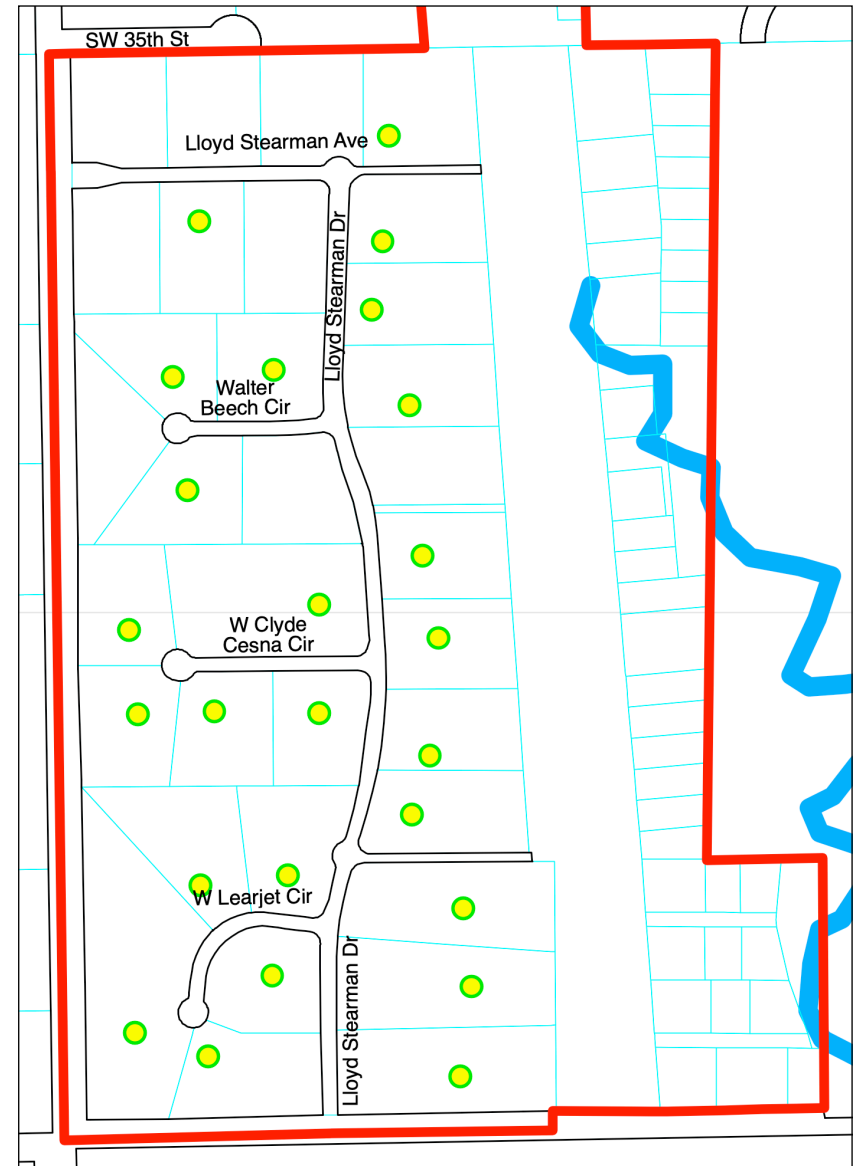 SW 35th St
Lloyd Stearman Ave
Lloyd Stearman Dr
Walter
Beech Cir
W Clyde
Cesna Cir
W Learjet Cir
Lloyd Stearman Dr